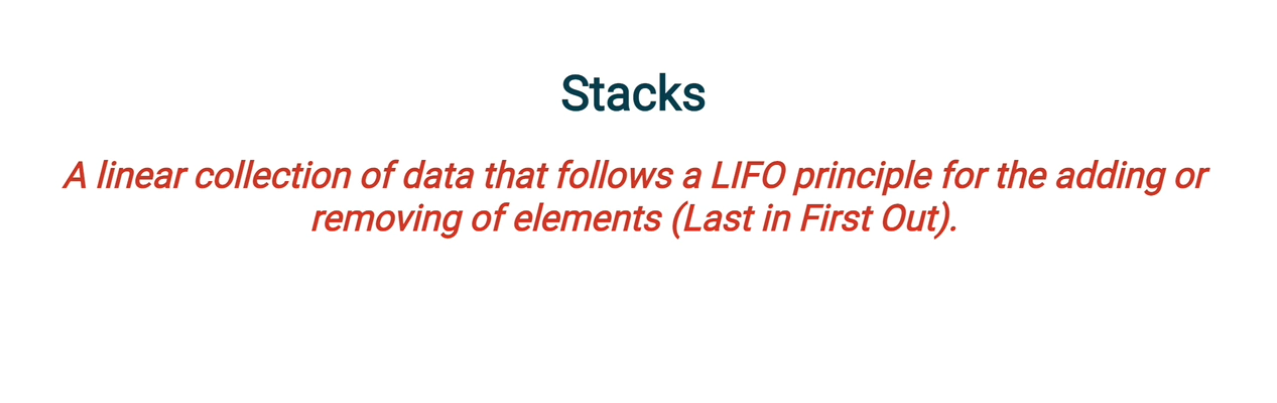 Stacks
A linear collection of data that follows a LIFO principle for the adding or
removing of elements (Last in First Out).